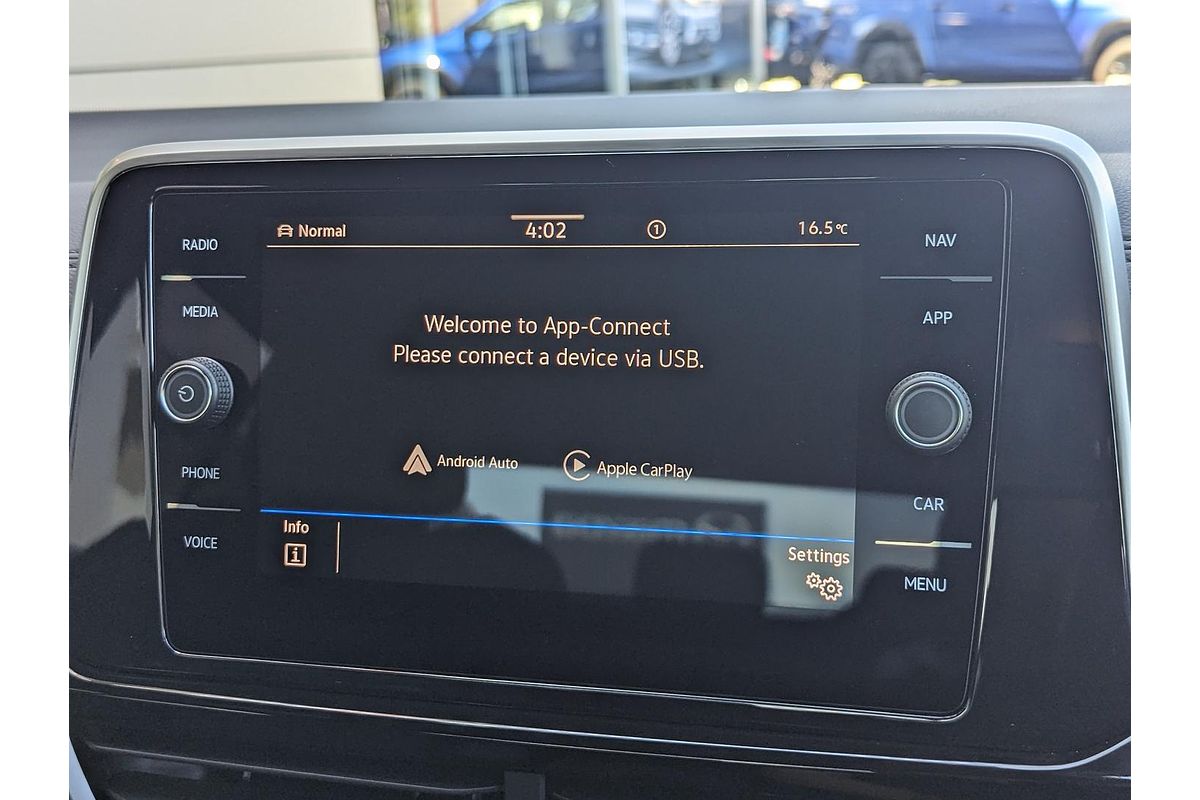 RADIO
MEDIA
PHONE
VOICE
Normal
4:02
1
16.5°C
Welcome to App-Connect
Please connect a device via USB.
Android Auto
Apple CarPlay
Info
i
Settings
NAV
APP
CAR
MENU